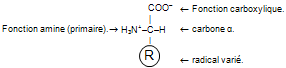 COO⁻ ← Fonction carboxylique.
Fonction amine (primaire). → H₃N⁺–C–H ← carbone α.
R ← radical varié.